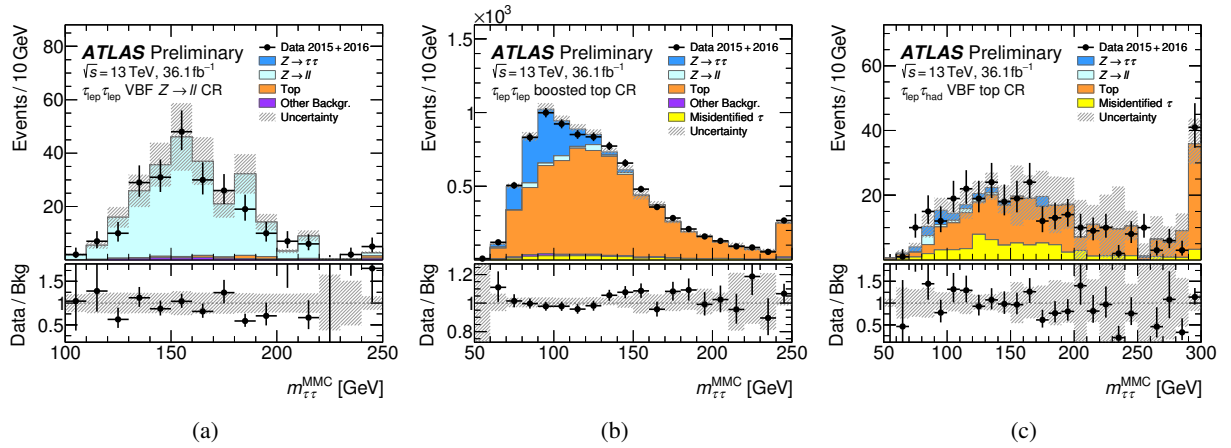 Events / 10 GeV
80
60
40
20
ATLAS Preliminary
√s = 13 TeV, 36.1 fb⁻¹
τlep τlep VBF Z → ll CR
Data 2015 + 2016
Z → ττ
Z → ll
Top
Other Backgr.
Uncertainty
Data / Bkg
1.5
1
0.5
100 150 200 250
m_ττ^MMC [GeV]
(a)
×10³
Events / 10 GeV
1.5
1.0
0.5
ATLAS Preliminary
√s = 13 TeV, 36.1 fb⁻¹
τlep τlep boosted top CR
Data 2015 + 2016
Z → ττ
Z → ll
Top
Other Backgr.
Uncertainty
Data / Bkg
1.2
1
0.8
50 100 150 200 250
m_ττ^MMC [GeV]
(b)
Events / 10 GeV
60
40
20
ATLAS Preliminary
√s = 13 TeV, 36.1 fb⁻¹
τlep τhad VBF top CR
Data 2015 + 2016
Z → ττ
Z → ll
Top
Misidentified τ
Uncertainty
Data / Bkg
1.5
1
0.5
50 100 150 200 250 300
m_ττ^MMC [GeV]
(c)